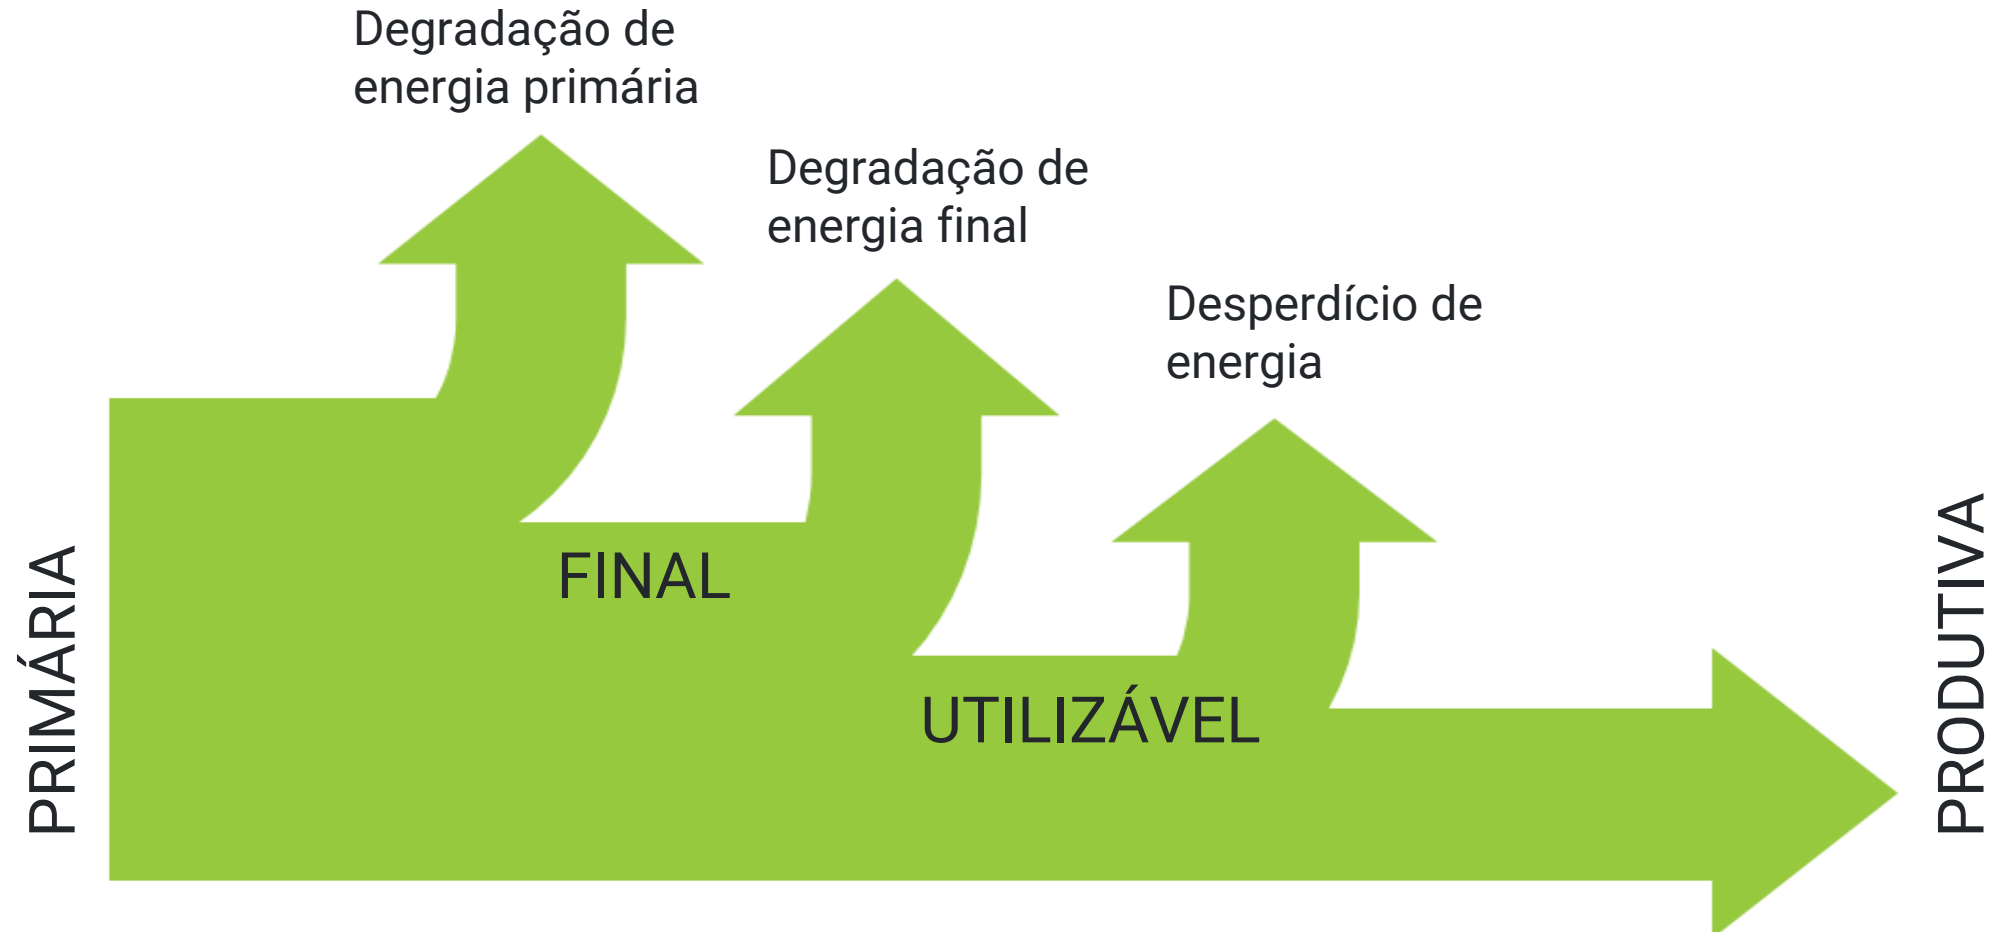 Degradação de
energia primária
Degradação de
energia final
Desperdício de
energia
PRIMÁRIA
FINAL
UTILIZÁVEL
PRODUTIVA